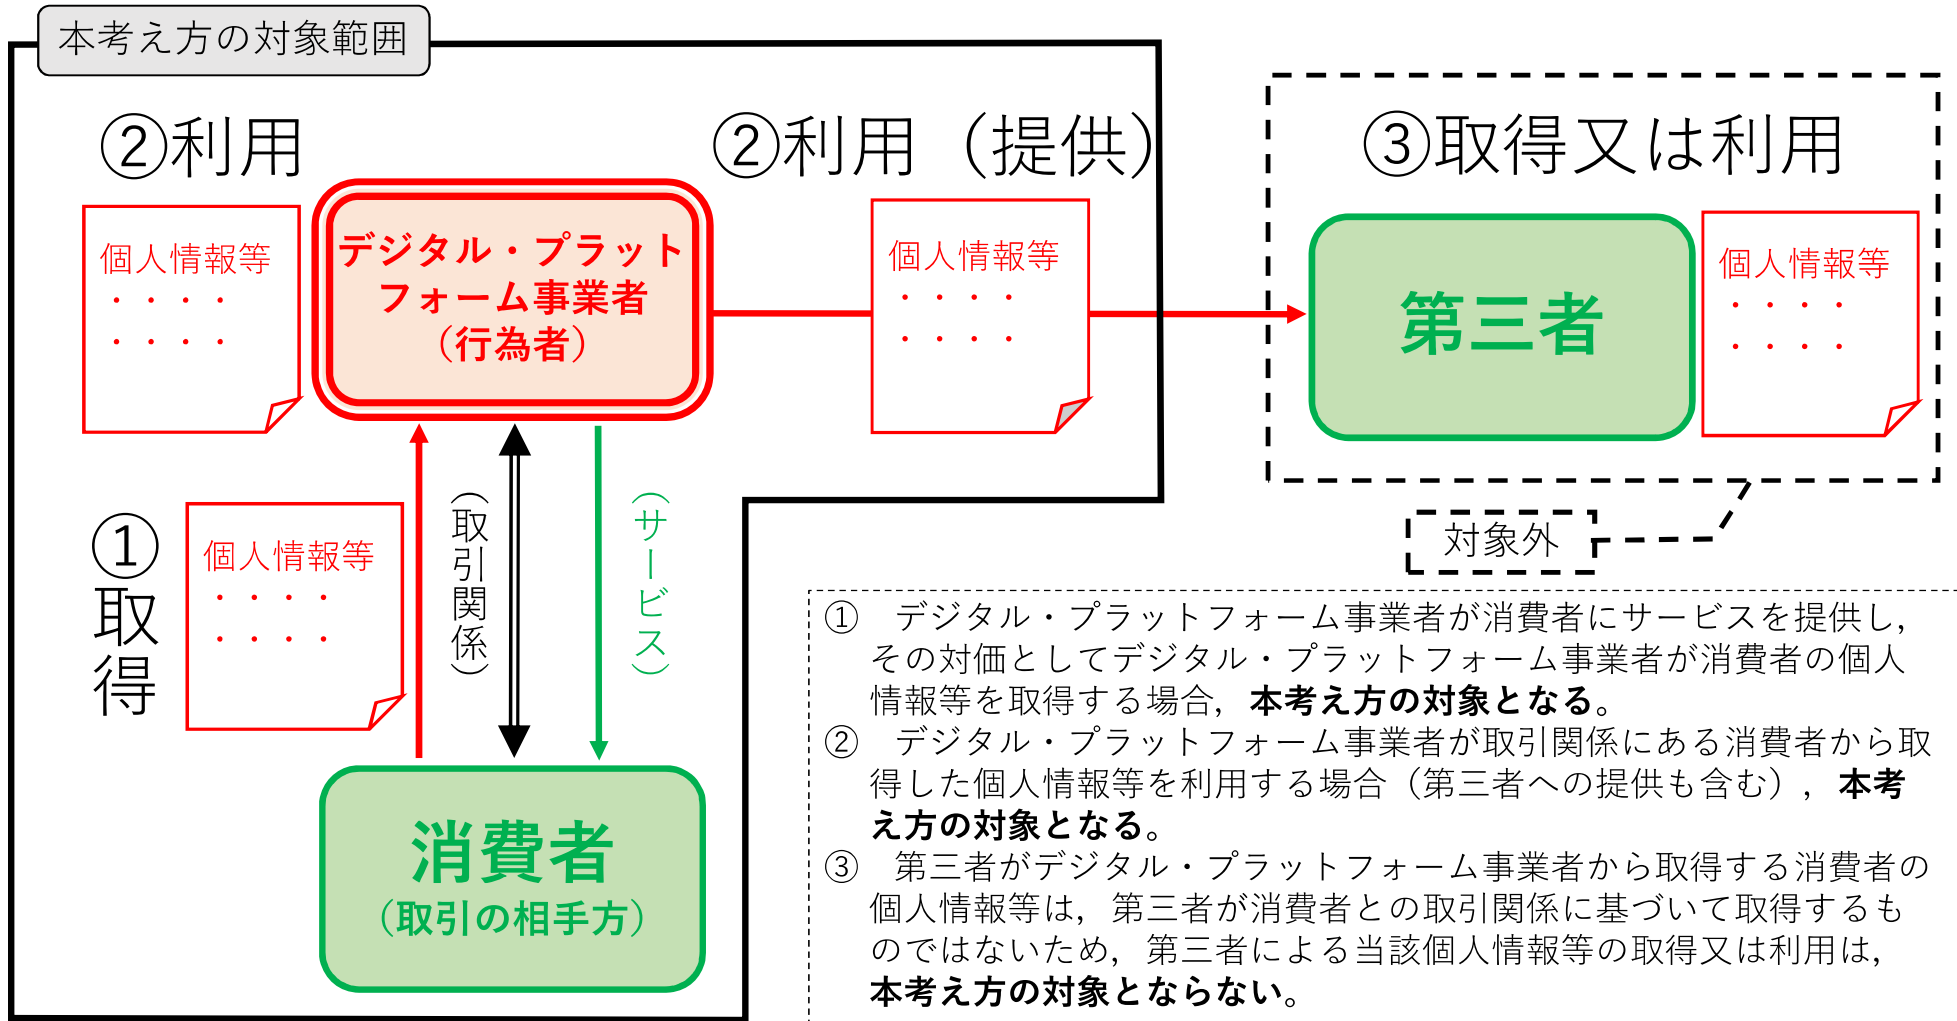 本考え方の対象範囲
②利用
個人情報等
・・・・
・・・・
デジタル・プラット
フォーム事業者
（行為者）
②利用（提供）
個人情報等
・・・・
・・・・
③取得又は利用
第三者
個人情報等
・・・・
・・・・
対象外
①取得
個人情報等
・・・・
・・・・
（取引関係）
（サービス）
消費者
（取引の相手方）
①　デジタル・プラットフォーム事業者が消費者にサービスを提供し，
その対価としてデジタル・プラットフォーム事業者が消費者の個人
情報等を取得する場合，本考え方の対象となる。
②　デジタル・プラットフォーム事業者が取引関係にある消費者から取
得した個人情報等を利用する場合（第三者への提供も含む），本考
え方の対象となる。
③　第三者がデジタル・プラットフォーム事業者から取得する消費者の
個人情報等は，第三者が消費者との取引関係に基づいて取得するも
のではないため，第三者による当該個人情報等の取得又は利用は，
本考え方の対象とならない。